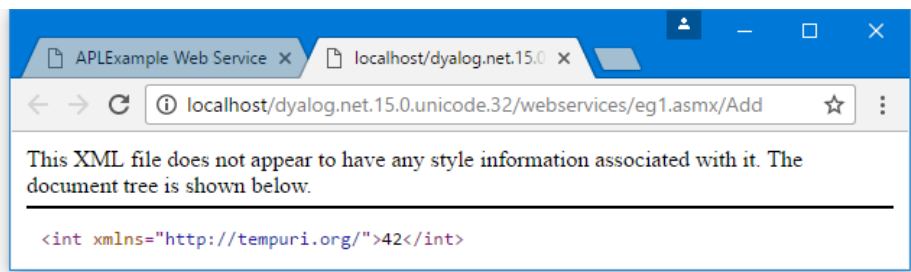 APLExample Web Service
localhost/dyalog.net.15.0
localhost/dyalog.net.15.0.unicode.32/webservices/eg1.asmx/Add
This XML file does not appear to have any style information associated with it. The
document tree is shown below.
<int xmlns="http://tempuri.org/">42</int>